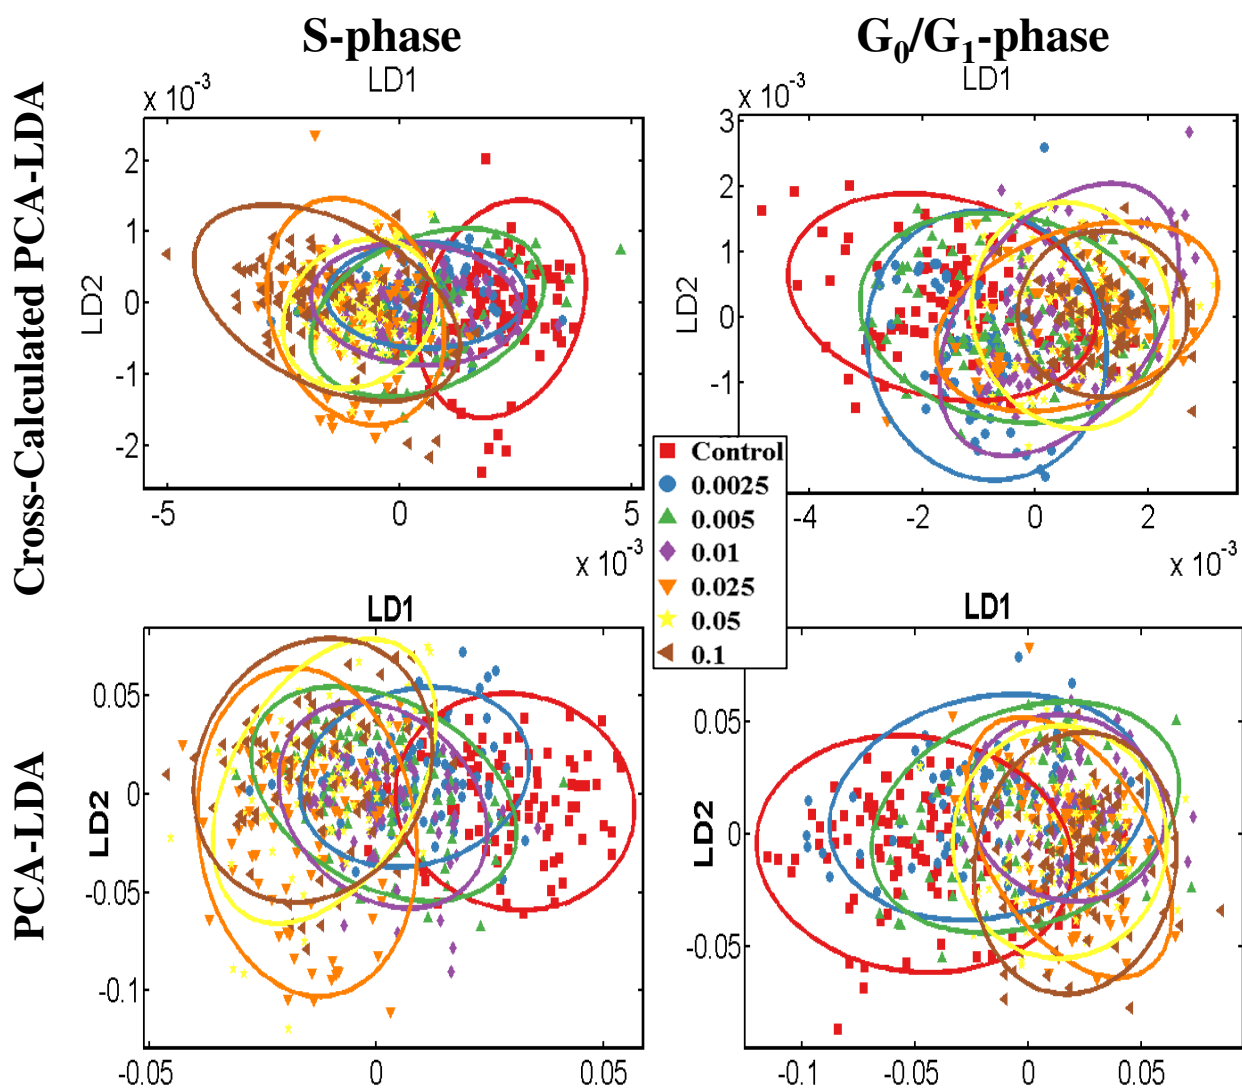 S-phase
G0/G1-phase
Cross-Calculated PCA-LDA
LD1
x 10-3
LD2
2
1
0
-1
-2
-5
0
5
x 10-3
LD1
x 10-3
LD2
3
2
1
0
-1
-4
-2
0
2
x 10-3
Control
0.0025
0.005
0.01
0.025
0.05
0.1
PCA-LDA
LD1
LD2
0.05
0
-0.05
-0.1
-0.05
0
0.05
LD1
LD2
0.05
0
-0.05
-0.1
-0.05
0
0.05